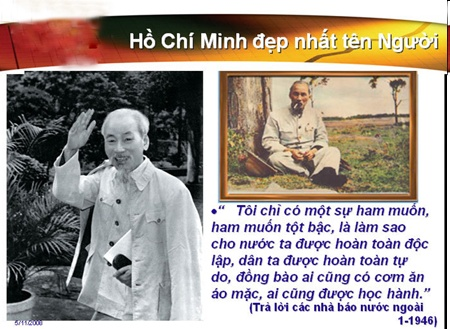 Hồ Chí Minh đẹp nhất tên Người
•“ Tôi chỉ có một sự ham muốn,
ham muốn tột bậc, là làm sao
cho nước ta được hoàn toàn độc
lập, dân ta được hoàn toàn tự
do, đồng bào ai cũng có cơm ăn
áo mặc, ai cũng được học hành.”
(Trả lời các nhà báo nước ngoài
1-1946)
5/11/2008